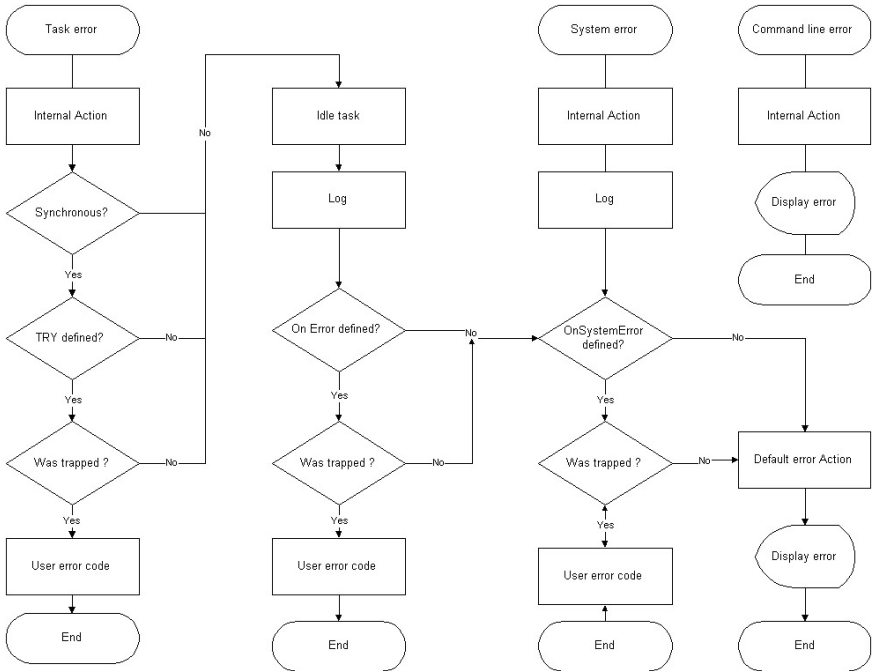 Task error
System error
Command line error
Internal Action
Idle task
Internal Action
Internal Action
No
Synchronous?
Log
Log
Display error
Yes
End
TRY defined?
No
On Error defined?
No
OnSystemError
defined?
No
Yes
Yes
Yes
Was trapped ?
No
Was trapped ?
No
Was trapped ?
No
Default error Action
Yes
Yes
Yes
User error code
User error code
User error code
Display error
End
End
End
End